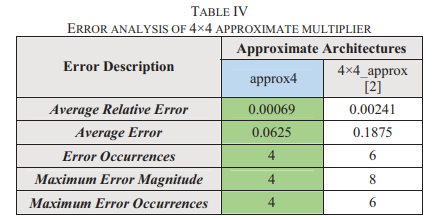 TABLE IV
ERROR ANALYSIS OF 4×4 APPROXIMATE MULTIPLIER
Error Description Approximate Architectures
approx4 4×4_approx [2]
Average Relative Error 0.00069 0.00241
Average Error 0.0625 0.1875
Error Occurrences 4 6
Maximum Error Magnitude 4 8
Maximum Error Occurrences 4 6